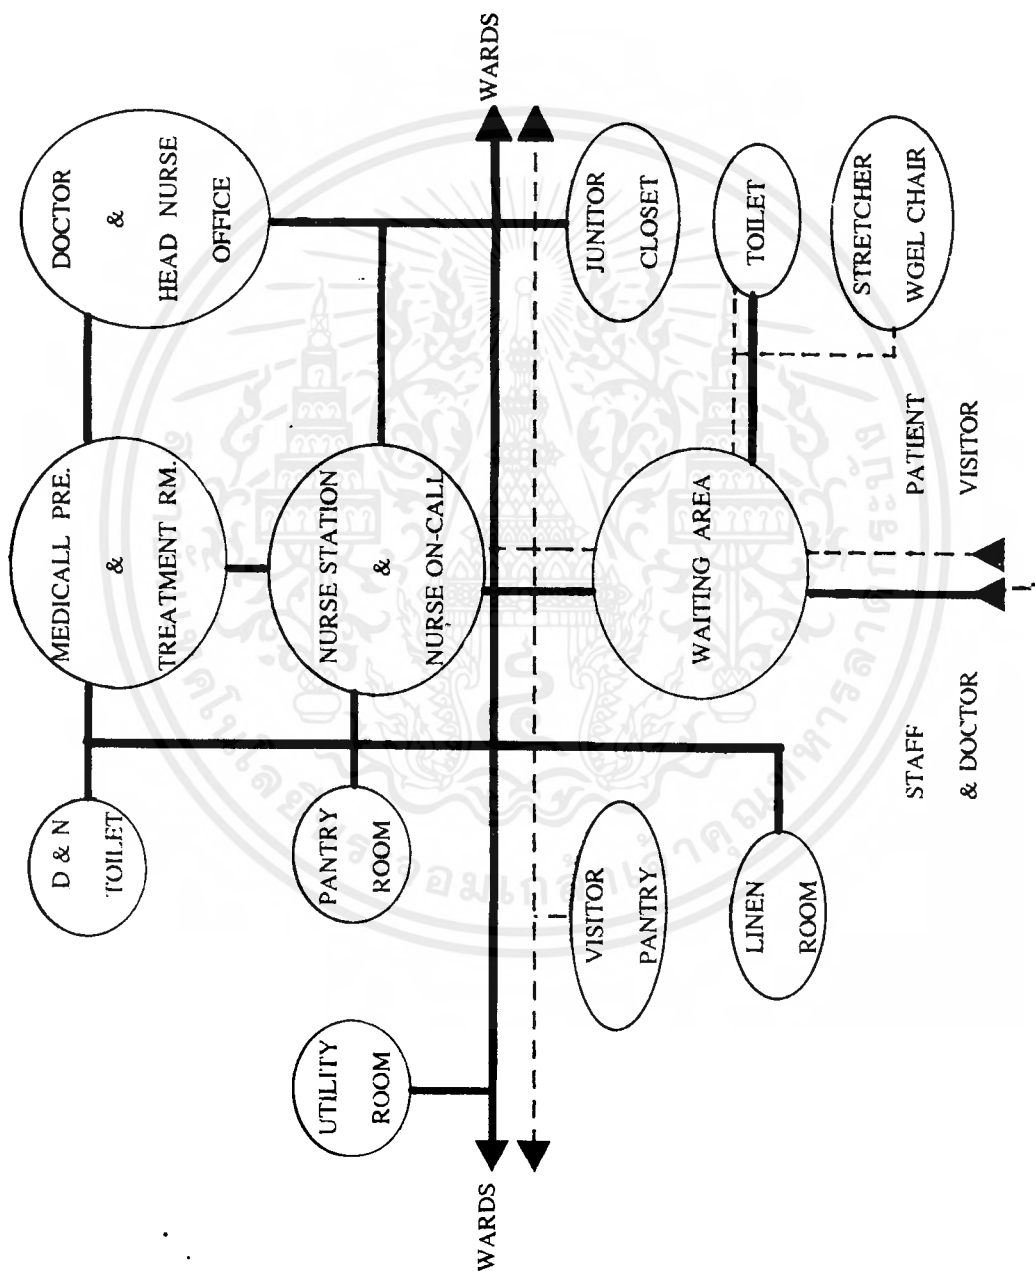 D & N
TOILET
MEDICALL PRE.
&
TREATMENT RM.
DOCTOR
&
HEAD NURSE
OFFICE
UTILITY
ROOM
PANTRY
ROOM
NURSE STATION
&
NURSE ON-CALL
WARDS
WARDS
VISITOR
PANTRY
JUNITOR
CLOSET
LINEN
ROOM
WAITING AREA
TOILET
STRETCHER
WGEL CHAIR
STAFF
& DOCTOR
PATIENT
VISITOR